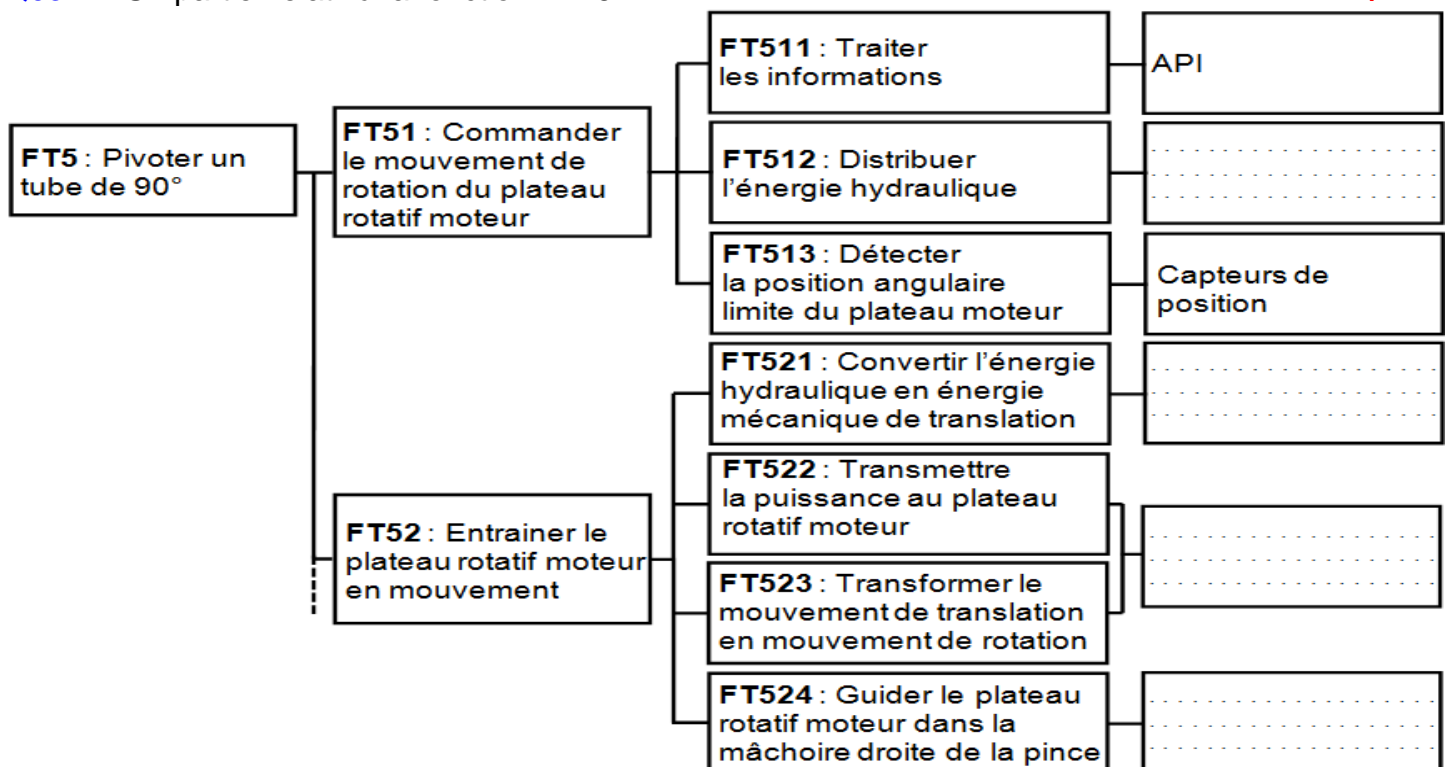 FT511 : Traiter
les informations
API
FT5 : Pivoter un
tube de 90°
FT51 : Commander
le mouvement de
rotation du plateau
rotatif moteur
FT512 : Distribuer
l'énergie hydraulique
FT513 : Détecter
la position angulaire
limite du plateau moteur
Capteurs de
position
FT521 : Convertir l'énergie
hydraulique en énergie
mécanique de translation
FT52 : Entrainer le
plateau rotatif moteur
en mouvement
FT522 : Transmettre
la puissance au plateau
rotatif moteur
FT523 : Transformer le
mouvement de translation
en mouvement de rotation
FT524 : Guider le plateau
rotatif moteur dans la
mâchoire droite de la pince